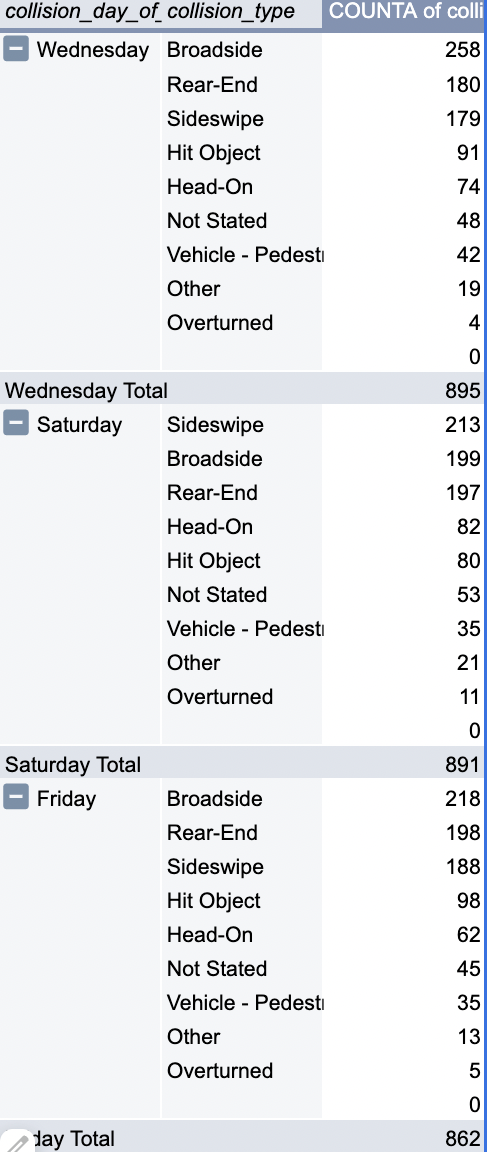 collision_day_of_ collision_type COUNTA of colli
Wednesday Broadside 258
Rear-End 180
Sideswipe 179
Hit Object 91
Head-On 74
Not Stated 48
Vehicle - Pedestr 42
Other 19
Overturned 4
0
Wednesday Total 895
Saturday Sideswipe 213
Broadside 199
Rear-End 197
Head-On 82
Hit Object 80
Not Stated 53
Vehicle - Pedestr 35
Other 21
Overturned 11
0
Saturday Total 891
Friday Broadside 218
Rear-End 198
Sideswipe 188
Hit Object 98
Head-On 62
Not Stated 45
Vehicle - Pedestr 35
Other 13
Overturned 5
0
day Total 862